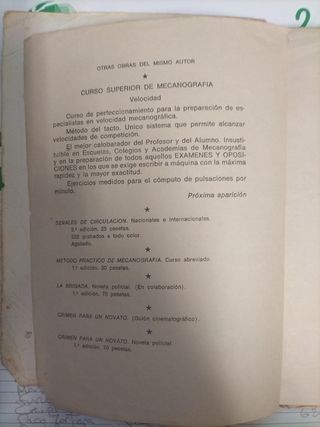 OTRAS OBRAS DEL MISMO AUTOR
★
CURSO SUPERIOR DE MECANOGRAFIA
Velocidad
Curso de perfeccionamiento para la preparación de es-
pecialistas en velocidad mecanográfica.
Método del tacto. Unico sistema que permite alcanzar
velocidades de competición.
El mejor calobarador del Profesor y del Alumno. Insusti-
tuible en Escuelas, Colegios y Academias de Mecanografía
y en la preparación de todos aquellos EXAMENES Y OPOSI-
CIONES en los que se exige escribir a máquina con la máxima
rapidez y la mayor exactitud.
Ejercicios medidos para el cómputo de pulsaciones por
minuto.
Próxima aparición
★
SEÑALES DE CIRCULACION. Nacionales e internacionales.
2.ª edición, 25 pesetas.
222 grabados a todo color.
Agotado.
★
METODO PRACTICO DE MECANOGRAFIA. Curso abreviado.
1.ª edición, 30 pesetas.
★
LA BRIGADA. Novela policial. (En colaboración).
1.ª edición, 70 pesetas.
★
CRIMEN PARA UN NOVATO. (Guión cinematográfico).
★
CRIMEN PARA UN NOVATO. Novela policial.
1.ª edición, 70 pesetas.
2